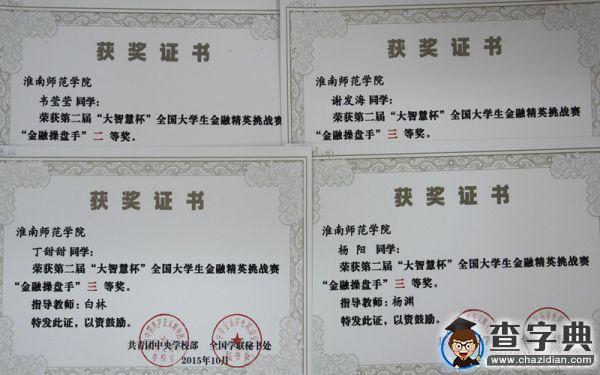 获奖证书
淮南师范学院
韦莹莹同学：
荣获第二届“大智慧杯”全国大学生金融精英挑战赛
“金融操盘手”二等奖。
获奖证书
淮南师范学院
谢发海同学：
荣获第二届“大智慧杯”全国大学生金融精英挑战赛
“金融操盘手”三等奖。
获奖证书
淮南师范学院
丁甜甜同学：
荣获第二届“大智慧杯”全国大学生金融精英挑战赛
“金融操盘手”三等奖。
指导教师：白林
特发此证，以资鼓励。
共青团中央学校部 全国学联秘书处
2015年10月
获奖证书
淮南师范学院
杨阳同学：
荣获第二届“大智慧杯”全国大学生金融精英挑战赛
“金融操盘手”三等奖。
指导教师：杨渊
特发此证，以资鼓励。
查字典
www.chazidian.com